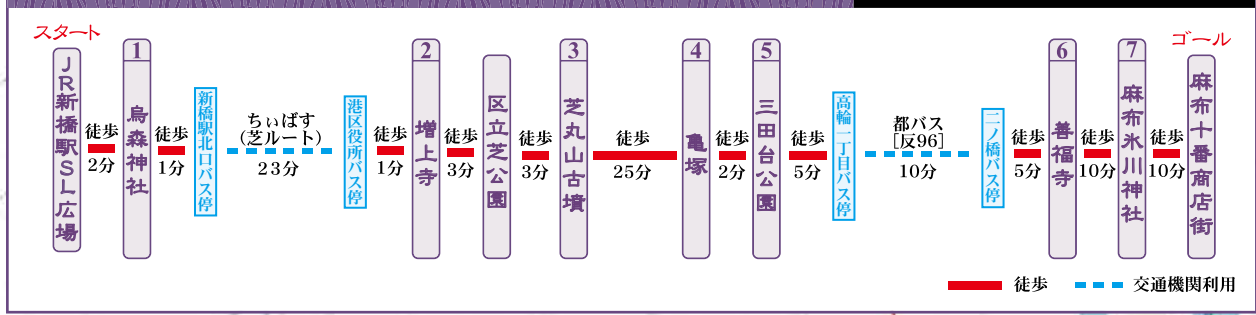 スタート
JR新橋駅SL広場
徒歩
2分
1
烏森神社
徒歩
1分
新橋駅北口バス停
ちぃばす
(芝ルート)
23分
港区役所バス停
徒歩
1分
2
増上寺
徒歩
3分
区立芝公園
徒歩
3分
3
芝丸山古墳
徒歩
25分
4
亀塚
徒歩
2分
5
三田台公園
徒歩
5分
高輪一丁目バス停
都バス
[反96]
10分
二ノ橋バス停
徒歩
5分
6
善福寺
徒歩
10分
7
麻布氷川神社
徒歩
10分
ゴール
麻布十番商店街
徒歩
交通機関利用